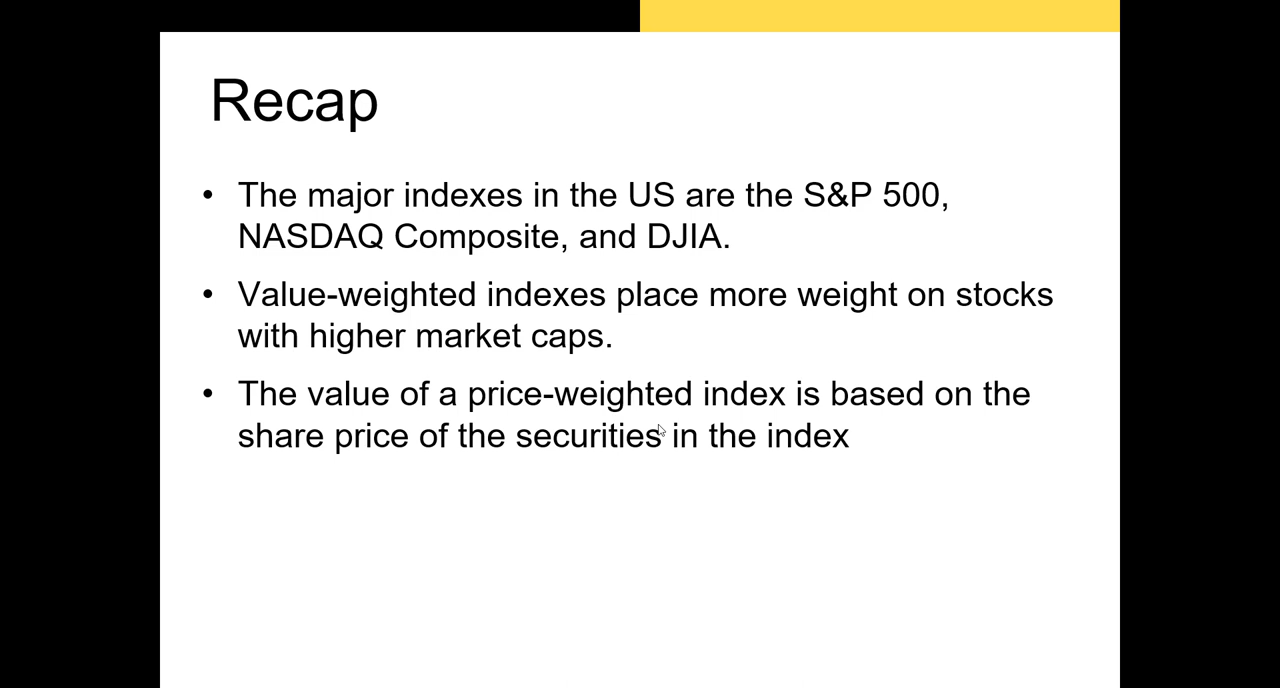 Recap
• The major indexes in the US are the S&P 500,
NASDAQ Composite, and DJIA.
• Value-weighted indexes place more weight on stocks
with higher market caps.
• The value of a price-weighted index is based on the
share price of the securities in the index